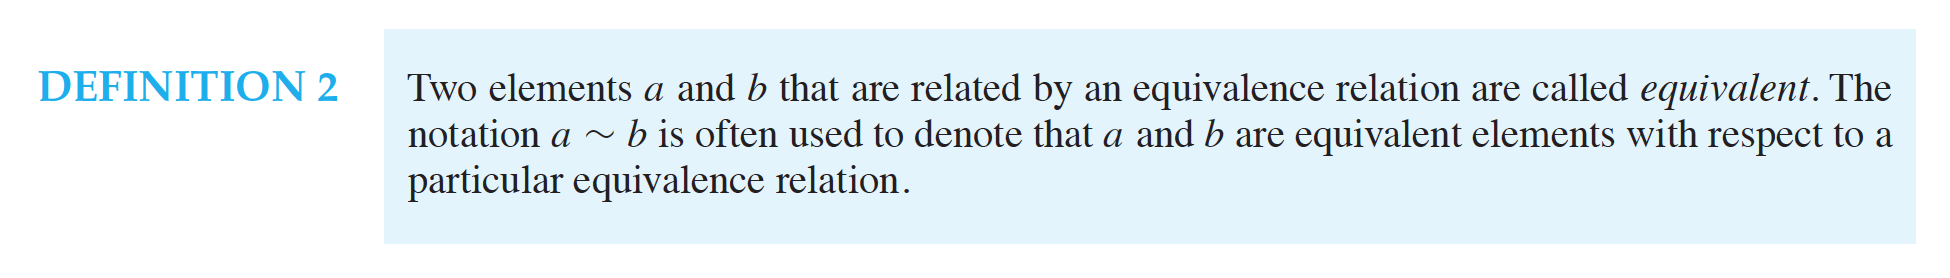 DEFINITION 2
Two elements a and b that are related by an equivalence relation are called equivalent. The
notation a ∼ b is often used to denote that a and b are equivalent elements with respect to a
particular equivalence relation.